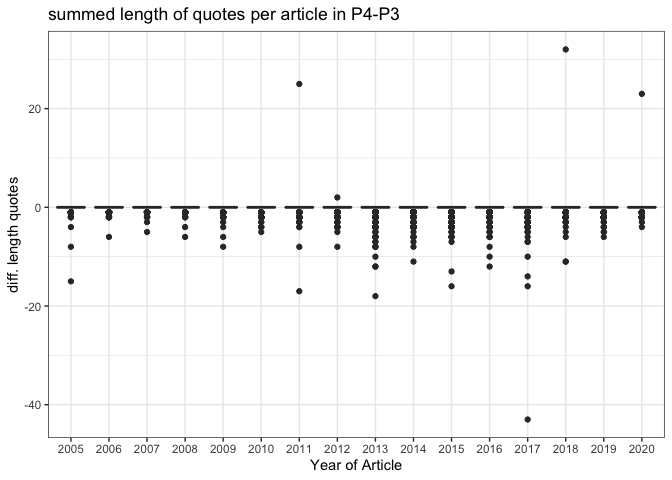 summed length of quotes per article in P4-P3
diff. length quotes
20
0
-20
-40
2005 2006 2007 2008 2009 2010 2011 2012 2013 2014 2015 2016 2017 2018 2019 2020
Year of Article